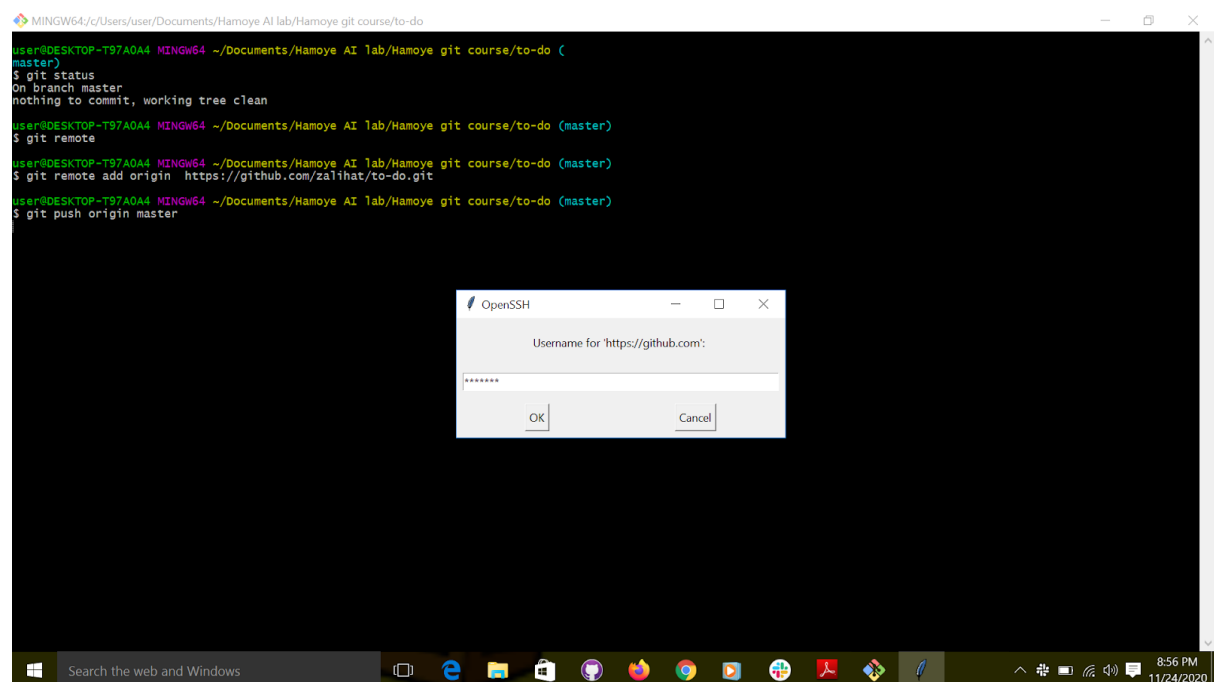 MINGW64:/c/Users/user/Documents/Hamoye AI lab/Hamoye git course/to-do
user@DESKTOP-T97A0A4 MINGW64 ~/Documents/Hamoye AI lab/Hamoye git course/to-do (
master)
$ git status
On branch master
nothing to commit, working tree clean
user@DESKTOP-T97A0A4 MINGW64 ~/Documents/Hamoye AI lab/Hamoye git course/to-do (master)
$ git remote
user@DESKTOP-T97A0A4 MINGW64 ~/Documents/Hamoye AI lab/Hamoye git course/to-do (master)
$ git remote add origin  https://github.com/zalihat/to-do.git
user@DESKTOP-T97A0A4 MINGW64 ~/Documents/Hamoye AI lab/Hamoye git course/to-do (master)
$ git push origin master
OpenSSH
Username for 'https://github.com':
*******
OK Cancel
Search the web and Windows
8:56 PM
11/24/2020